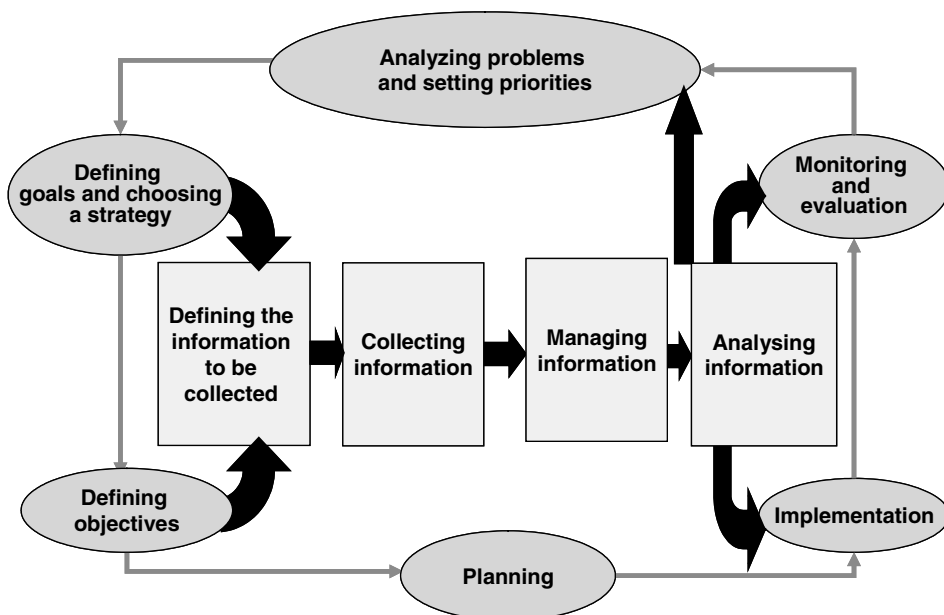 Analyzing problems
and setting priorities
Defining
goals and choosing
a strategy
Monitoring
and
evaluation
Defining the
information
to be
collected
Collecting
information
Managing
information
Analysing
information
Defining
objectives
Implementation
Planning